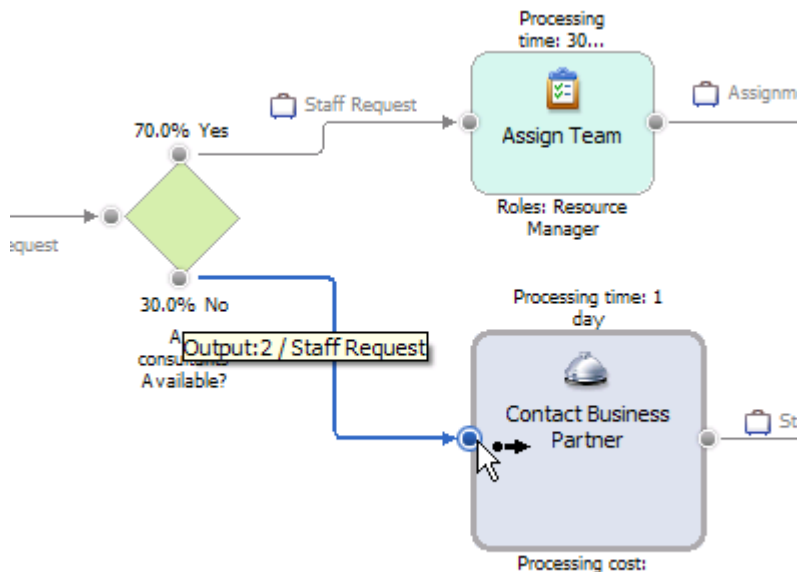 Processing
time: 30...
Staff Request
Assignm
70.0% Yes
Assign Team
Roles: Resource
Manager
equest
30.0% No
Processing time: 1
day
A
Output:2 / Staff Request
consultants
Available?
Contact Business
Partner
St
Processing cost: